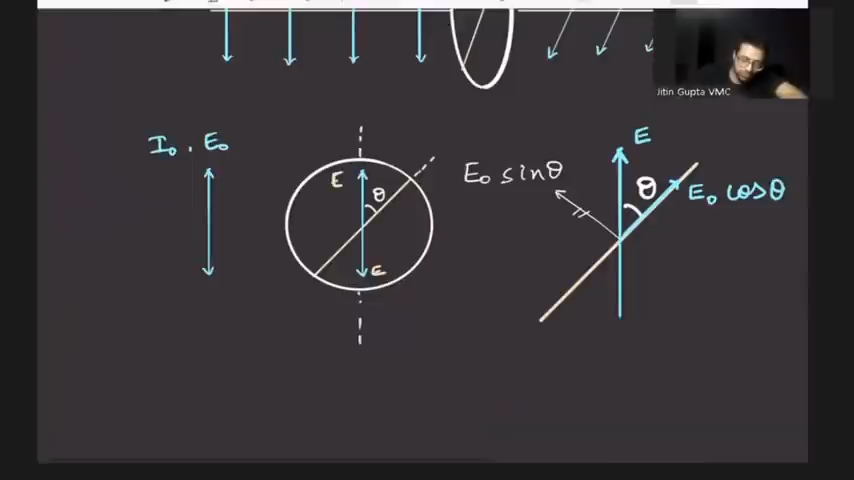 Jitin Gupta VMC
I₀ . E₀
E
θ
E
E₀ sinθ
E
θ
E₀ cosθ